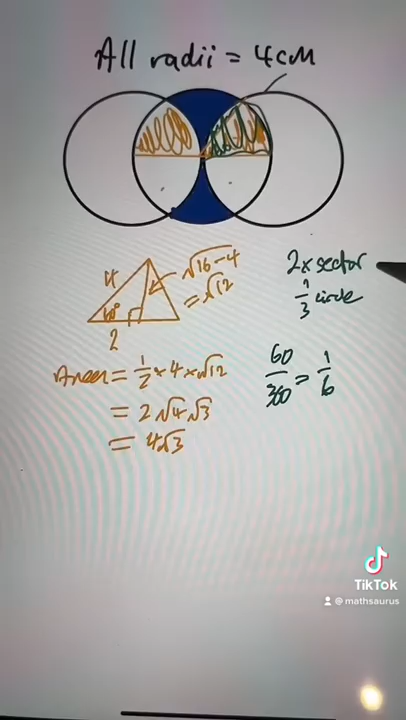 All radii = 4cm
4
60°
2
√16-4
= √12
2 x sector
1/3 circle
Area = 1/2 x 4 x √12
= 2√4√3
= 4√3
60/360 = 1/6
TikTok
@mathsaurus